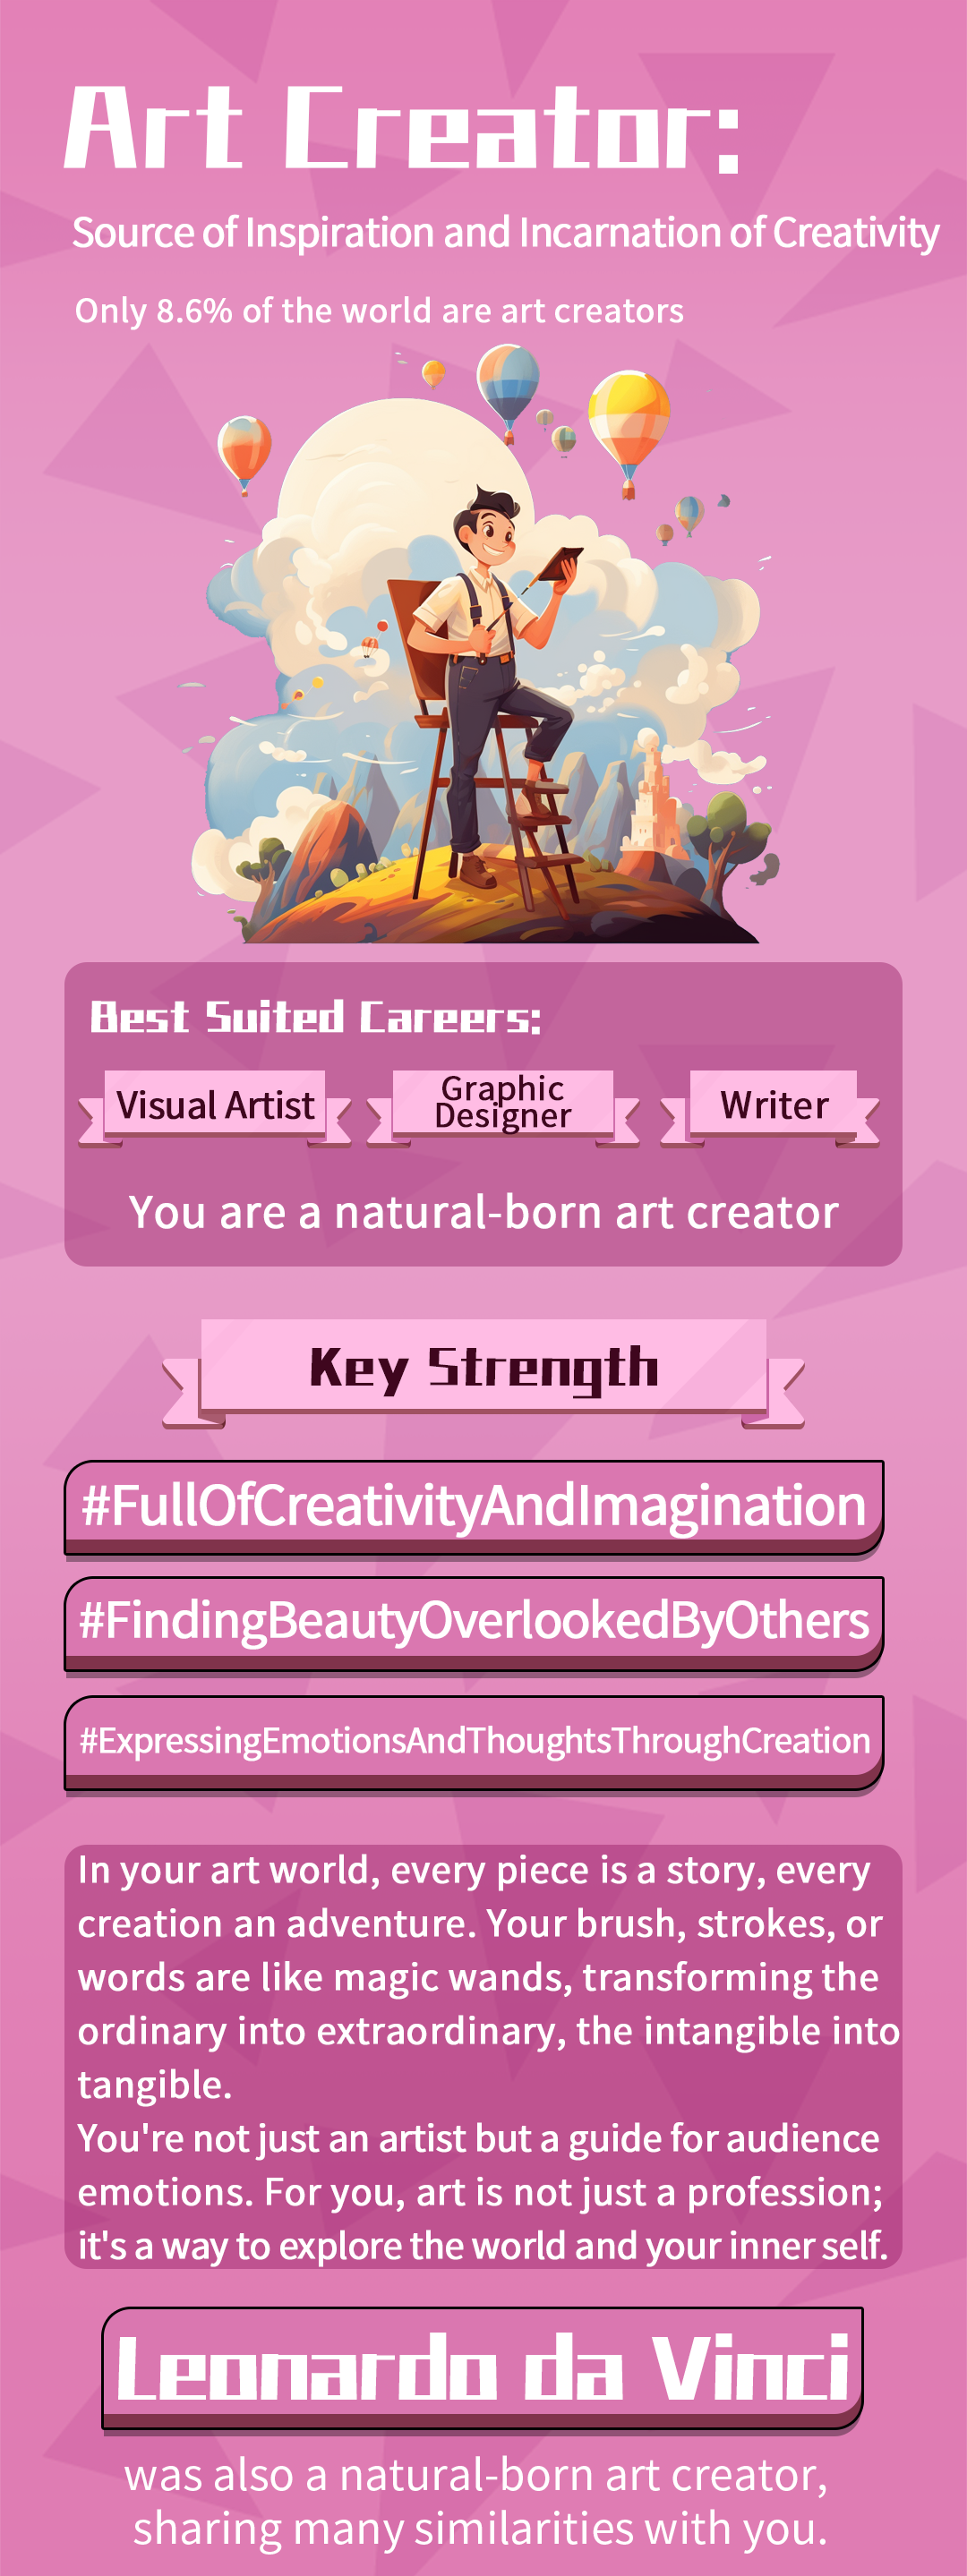 Art Creator:
Source of Inspiration and Incarnation of Creativity
Only 8.6% of the world are art creators
Best Suited Careers:
Visual Artist
Graphic
Designer
Writer
You are a natural-born art creator
Key Strength
#FullOfCreativityAndImagination
#FindingBeautyOverlookedByOthers
#ExpressingEmotionsAndThoughtsThroughCreation
In your art world, every piece is a story, every
creation an adventure. Your brush, strokes, or
words are like magic wands, transforming the
ordinary into extraordinary, the intangible into
tangible.
You're not just an artist but a guide for audience
emotions. For you, art is not just a profession;
it's a way to explore the world and your inner self.
Leonardo da Vinci
was also a natural-born art creator,
sharing many similarities with you.